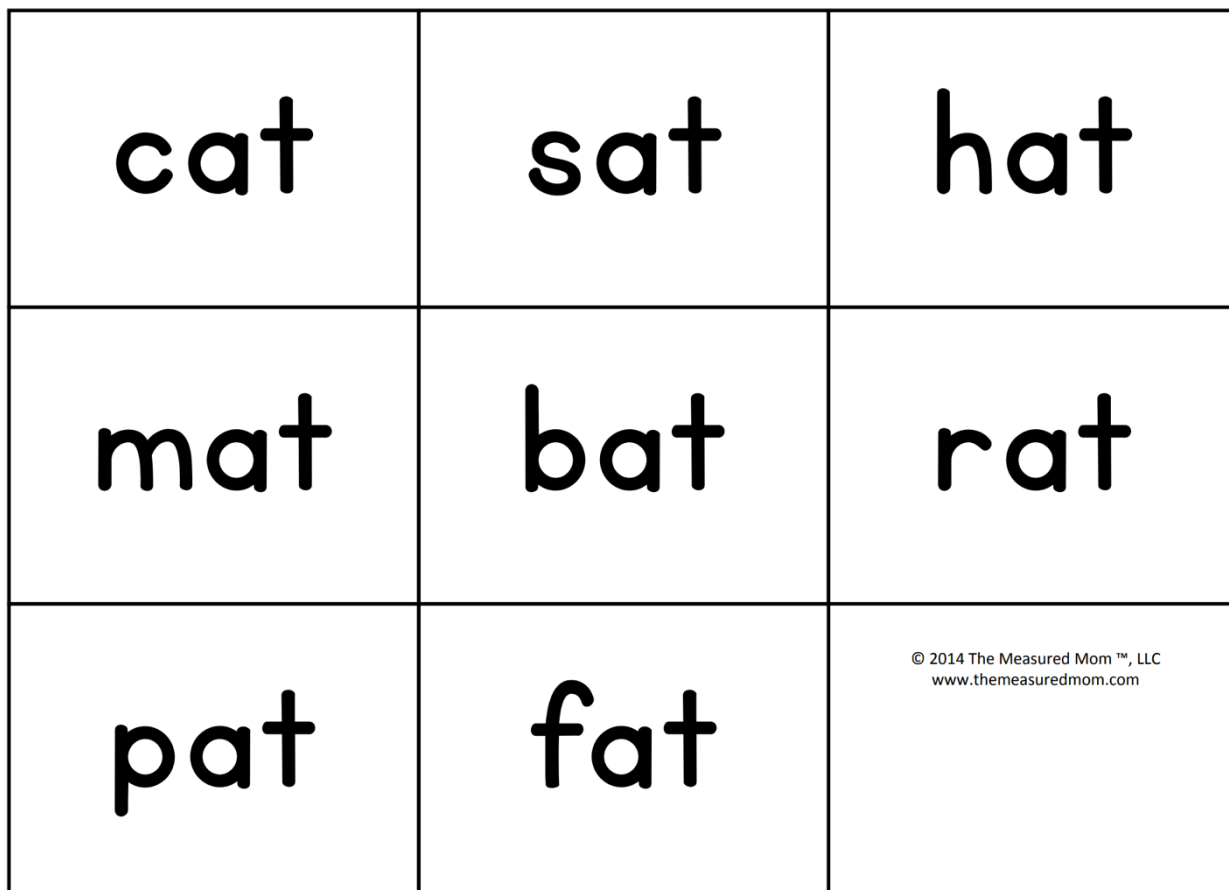 cat sat hat
mat bat rat
pat fat
© 2014 The Measured Mom ™, LLC
www.themeasuredmom.com